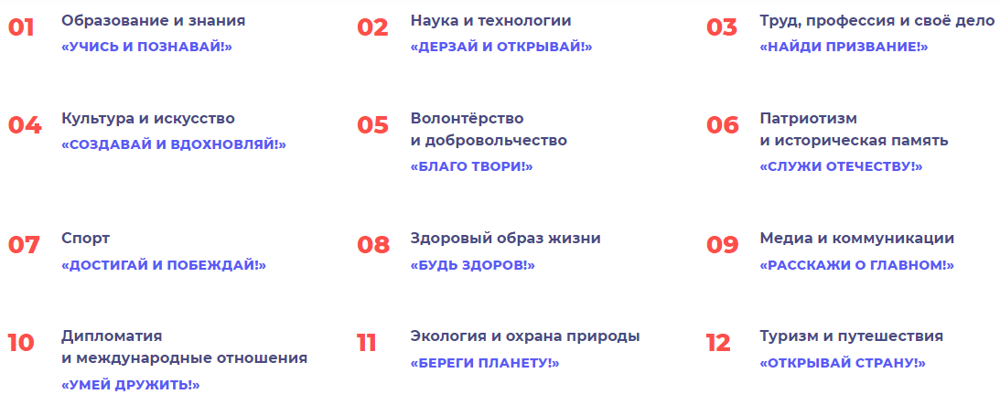 01
Образование и знания
«УЧИСЬ И ПОЗНАВАЙ!»
02
Наука и технологии
«ДЕРЗАЙ И ОТКРЫВАЙ!»
03
Труд, профессия и своё дело
«НАЙДИ ПРИЗВАНИЕ!»
04
Культура и искусство
«СОЗДАВАЙ И ВДОХНОВЛЯЙ!»
05
Волонтёрство
и добровольчество
«БЛАГО ТВОРИ!»
06
Патриотизм
и историческая память
«СЛУЖИ ОТЕЧЕСТВУ!»
07
Спорт
«ДОСТИГАЙ И ПОБЕЖДАЙ!»
08
Здоровый образ жизни
«БУДЬ ЗДОРОВ!»
09
Медиа и коммуникации
«РАССКАЖИ О ГЛАВНОМ!»
10
Дипломатия
и международные отношения
«УМЕЙ ДРУЖИТЬ!»
11
Экология и охрана природы
«БЕРЕГИ ПЛАНЕТУ!»
12
Туризм и путешествия
«ОТКРЫВАЙ СТРАНУ!»